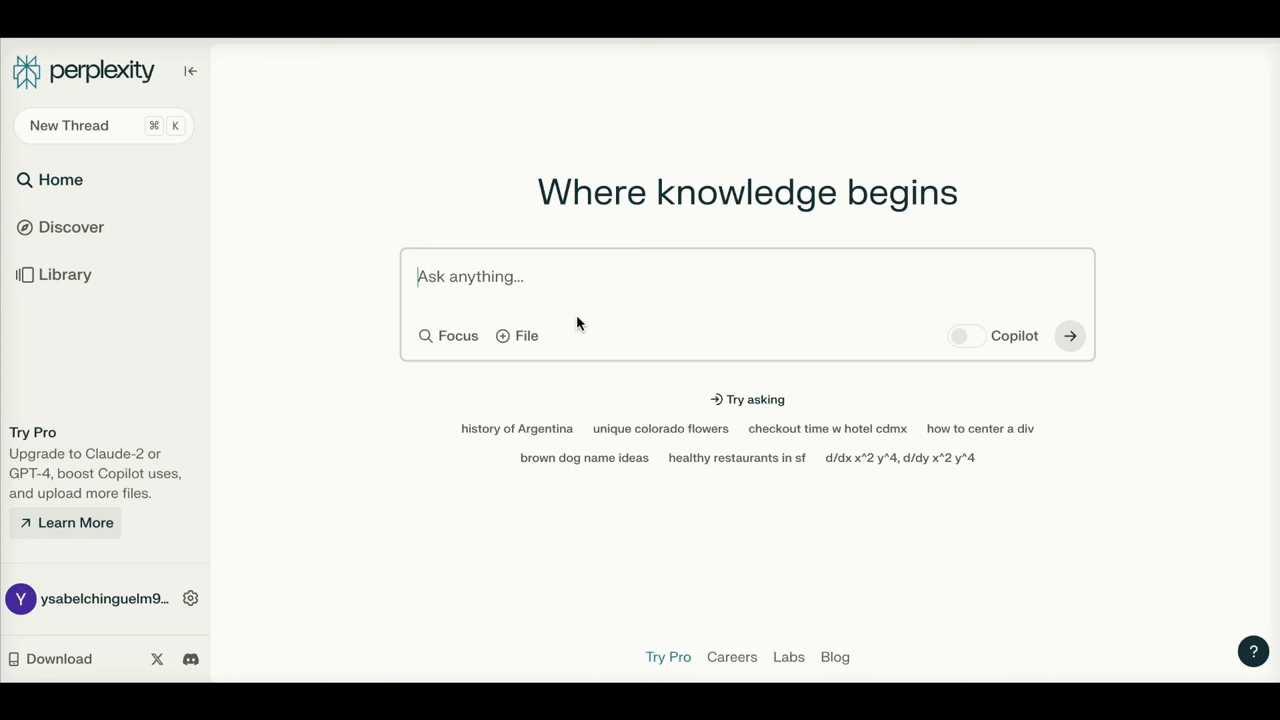 perplexity
New Thread ⌘ K
Home
Discover
Library
Try Pro
Upgrade to Claude-2 or
GPT-4, boost Copilot uses,
and upload more files.
Learn More
Y ysabelchinguelm9...
Download
Where knowledge begins
Ask anything...
Focus File Copilot
Try asking
history of Argentina unique colorado flowers checkout time w hotel cdmx how to center a div
brown dog name ideas healthy restaurants in sf d/dx x^2 y^4, d/dy x^2 y^4
Try Pro Careers Labs Blog
?